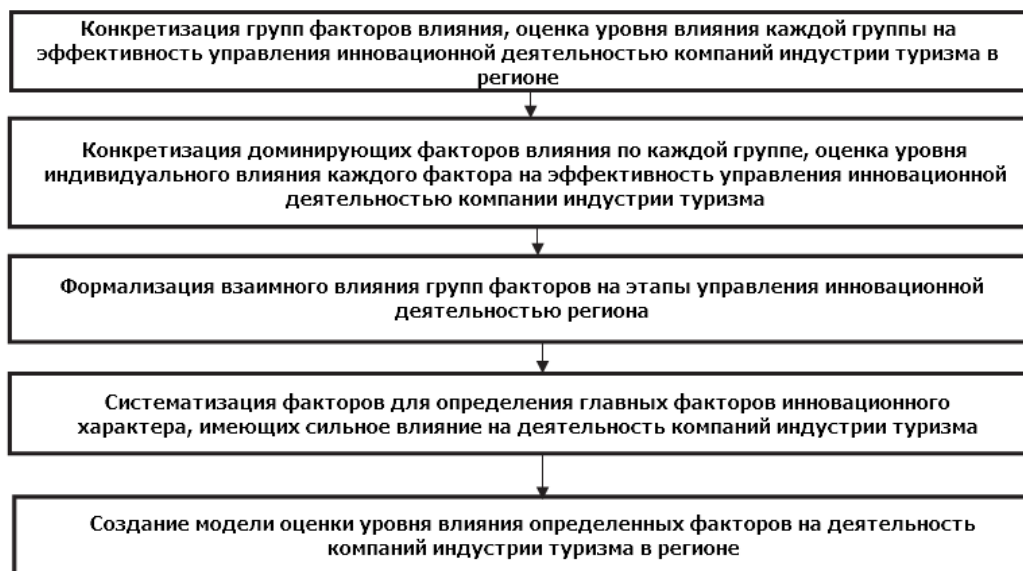 Конкретизация групп факторов влияния, оценка уровня влияния каждой группы на
эффективность управления инновационной деятельностью компаний индустрии туризма в
регионе
Конкретизация доминирующих факторов влияния по каждой группе, оценка уровня
индивидуального влияния каждого фактора на эффективность управления инновационной
деятельностью компании индустрии туризма
Формализация взаимного влияния групп факторов на этапы управления инновационной
деятельностью региона
Систематизация факторов для определения главных факторов инновационного
характера, имеющих сильное влияние на деятельность компаний индустрии туризма
Создание модели оценки уровня влияния определенных факторов на деятельность
компаний индустрии туризма в регионе